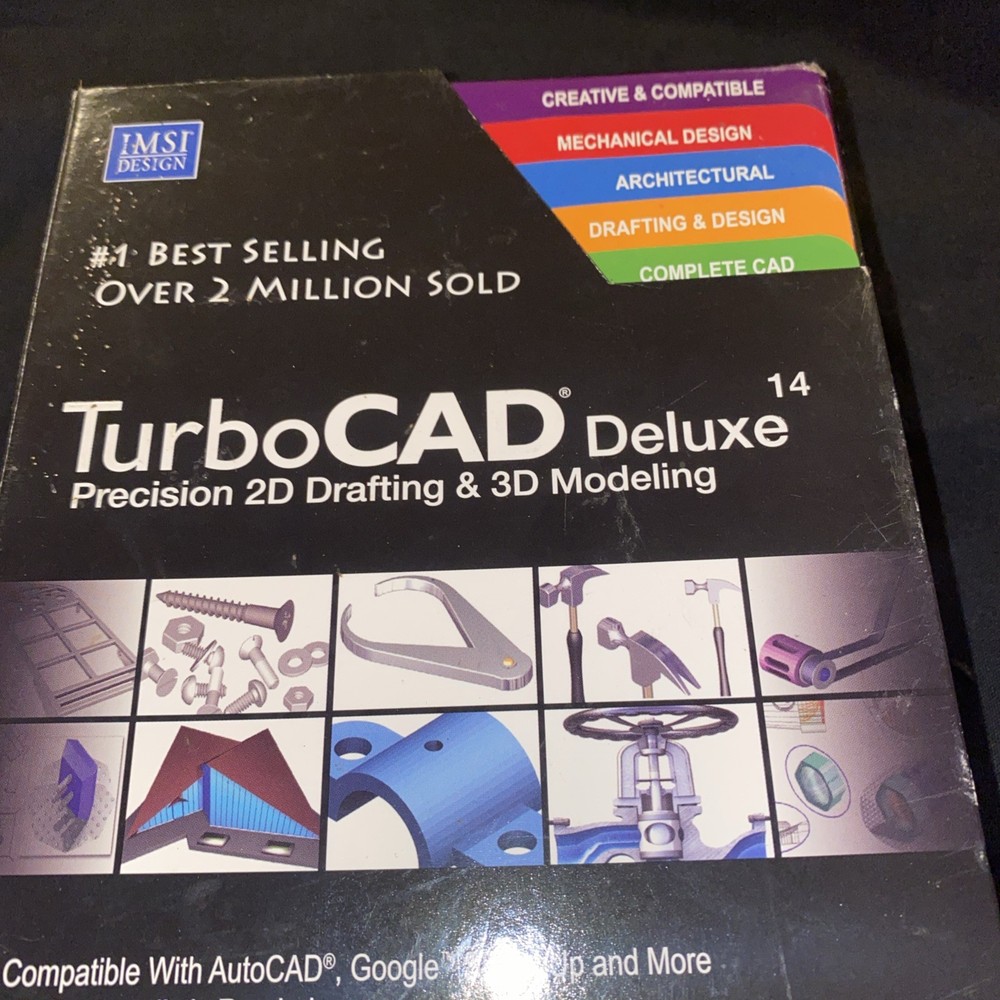 IMSI
DESIGN
CREATIVE & COMPATIBLE
MECHANICAL DESIGN
ARCHITECTURAL
DRAFTING & DESIGN
COMPLETE CAD
#1 BEST SELLING
OVER 2 MILLION SOLD
TurboCAD® Deluxe 14
Precision 2D Drafting & 3D Modeling
Compatible With AutoCAD®, Google and More